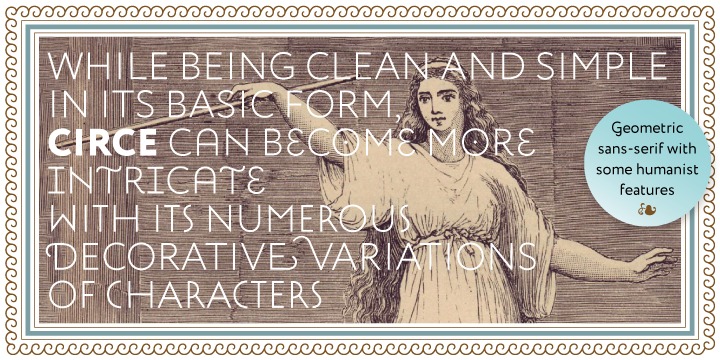 WHILE BEING CLEAN AND SIMPLE
IN ITS BASIC FORM,
CIRCE CAN BECOME MORE
INTRICATE
WITH ITS NUMEROUS
DECORATIVE VARIATIONS
OF CHARACTERS
Geometric
sans-serif with
some humanist
features